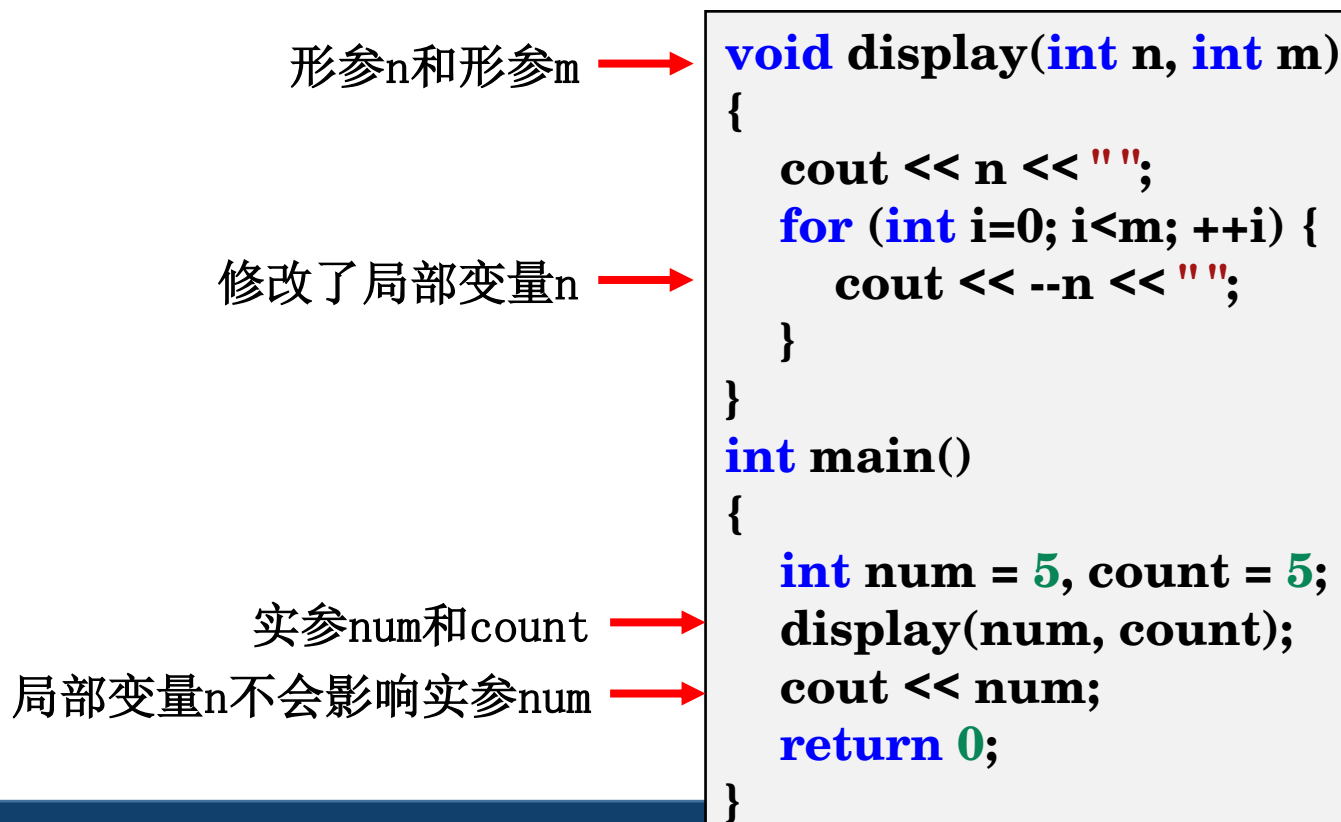 形参n和形参m
修改了局部变量n
实参num和count
局部变量n不会影响实参num
void display(int n, int m)
{
cout << n << " ";
for (int i=0; i<m; ++i) {
cout << --n << " ";
}
}
int main()
{
int num = 5, count = 5;
display(num, count);
cout << num;
return 0;
}